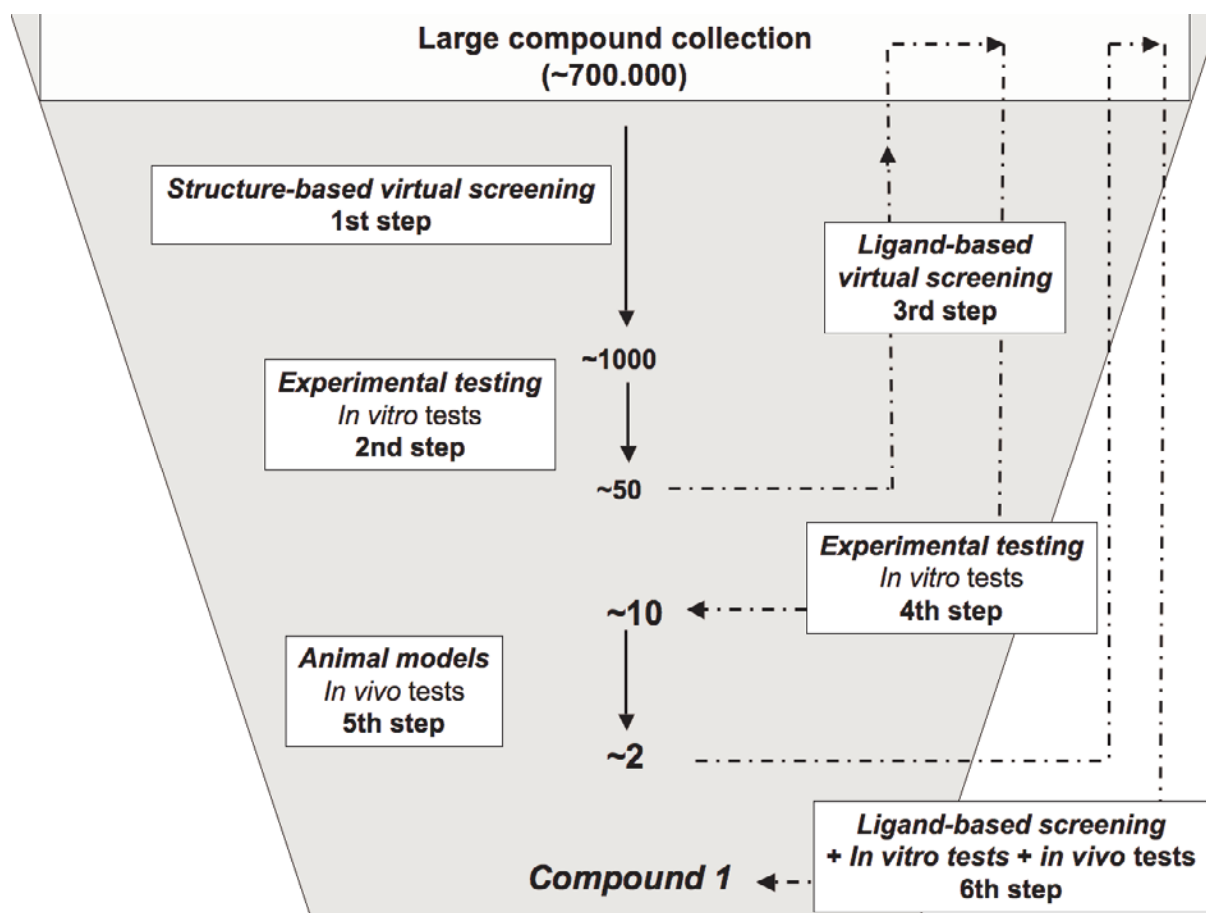 Large compound collection
(~700.000)
Structure-based virtual screening
1st step
Ligand-based
virtual screening
3rd step
~1000
Experimental testing
In vitro tests
2nd step
~50
Experimental testing
In vitro tests
4th step
~10
Animal models
In vivo tests
5th step
~2
Ligand-based screening
+ In vitro tests + in vivo tests
6th step
Compound 1